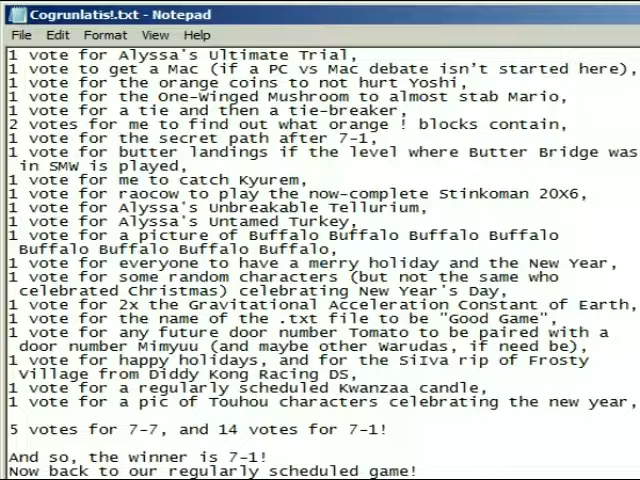 Cogrunlatis!.txt - Notepad
File Edit Format View Help
1 vote for Alyssa's Ultimate Trial,
1 vote to get a Mac (if a PC vs Mac debate isn't started here),
1 vote for the orange coins to not hurt Yoshi,
1 vote for the One-Winged Mushroom to almost stab Mario,
1 vote for a tie and then a tie-breaker,
2 votes for me to find out what orange ! blocks contain,
1 vote for the secret path after 7-1,
1 vote for butter landings if the level where Butter Bridge was
in SMW is played,
1 vote for me to catch Kyurem,
1 vote for raocow to play the now-complete Stinkoman 20X6,
1 vote for Alyssa's Unbreakable Tellurium,
1 vote for Alyssa's Untamed Turkey,
1 vote for a picture of Buffalo Buffalo Buffalo Buffalo
Buffalo Buffalo Buffalo Buffalo,
1 vote for everyone to have a merry holiday and the New Year,
1 vote for some random characters (but not the same who
celebrated Christmas) celebrating New Year's Day,
1 vote for 2x the Gravitational Acceleration Constant of Earth,
1 vote for the name of the .txt file to be "Good Game",
1 vote for any future door number Tomato to be paired with a
door number Mimyuu (and maybe other Warudas, if need be),
1 vote for happy holidays, and for the SiIva rip of Frosty
Village from Diddy Kong Racing DS,
1 vote for a regularly scheduled Kwanzaa candle,
1 vote for a pic of Touhou characters celebrating the new year,
5 votes for 7-7, and 14 votes for 7-1!
And so, the winner is 7-1!
Now back to our regularly scheduled game!